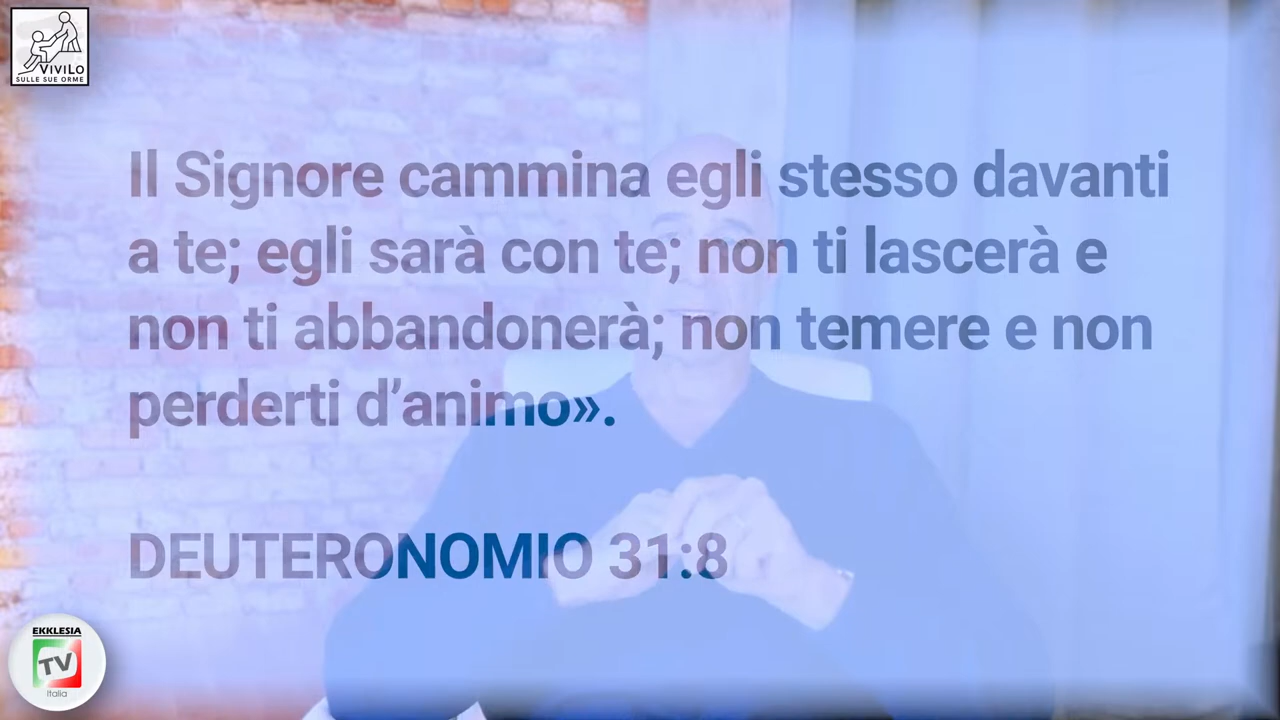 VIVILO
SULLE SUE ORME
Il Signore cammina egli stesso davanti
a te; egli sarà con te; non ti lascerà e
non ti abbandonerà; non temere e non
perderti d’animo».
DEUTERONOMIO 31:8
EKKLESIA
TV
Italia